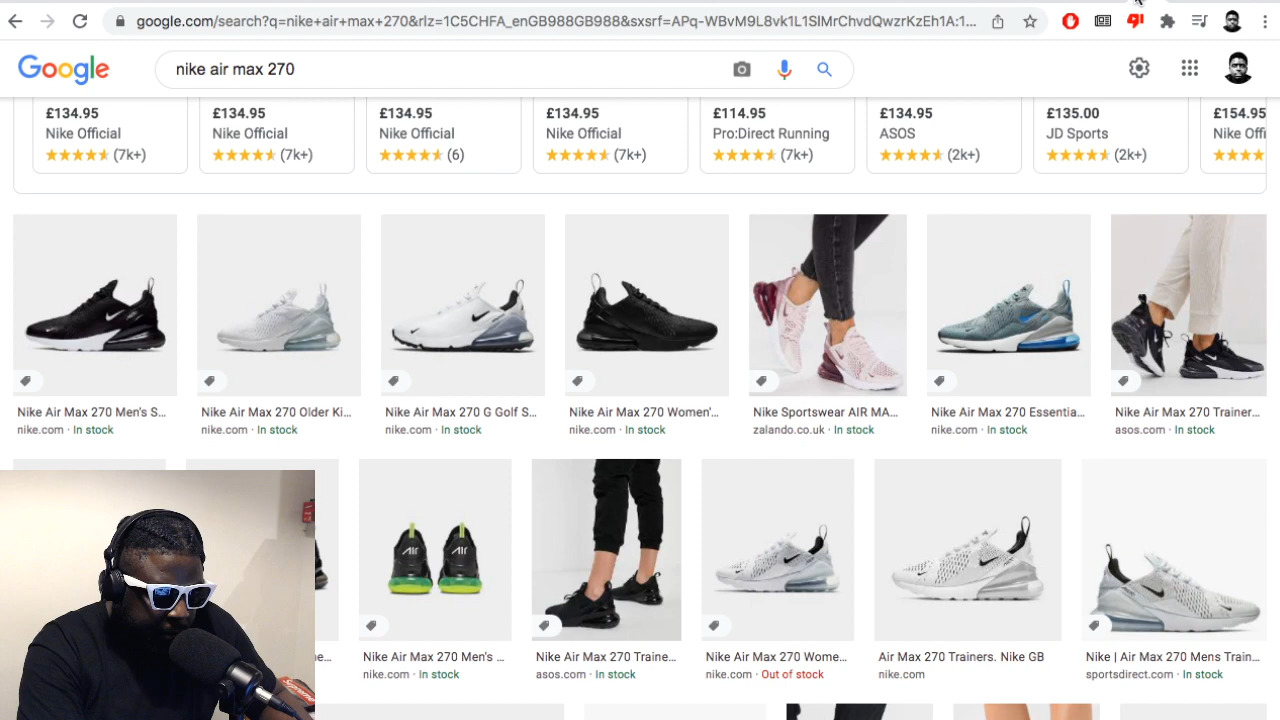 google.com/search?q=nike+air+max+270&rlz=1C5CHFA_enGB988GB988&sxsrf=APq-WBvM9L8vk1L1SlMrChvdQwzrKzEh1A:1...
Google
nike air max 270
£134.95
Nike Official
(7k+)
£134.95
Nike Official
(7k+)
£134.95
Nike Official
(6)
£134.95
Nike Official
(7k+)
£114.95
Pro:Direct Running
(7k+)
£134.95
ASOS
(2k+)
£135.00
JD Sports
(2k+)
£154.95
Nike Offi
Nike Air Max 270 Men's S...
nike.com · In stock
Nike Air Max 270 Older Ki...
nike.com · In stock
Nike Air Max 270 G Golf S...
nike.com · In stock
Nike Air Max 270 Women'...
nike.com · In stock
Nike Sportswear AIR MA...
zalando.co.uk · In stock
Nike Air Max 270 Essentia...
nike.com · In stock
Nike Air Max 270 Trainer...
asos.com · In stock
ne...
k
Air
Air
Nike Air Max 270 Men's ...
nike.com · In stock
Nike Air Max 270 Traine...
asos.com · In stock
Nike Air Max 270 Wome...
nike.com · Out of stock
Air Max 270 Trainers. Nike GB
nike.com
Nike | Air Max 270 Mens Train...
sportsdirect.com · In stock
Supreme